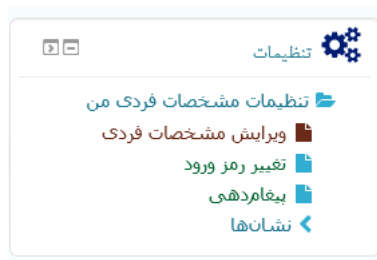 تنظیمات
تنظیمات مشخصات فردی من
ویرایش مشخصات فردی
تغییر رمز ورود
پیغام‌دهی
نشان‌ها